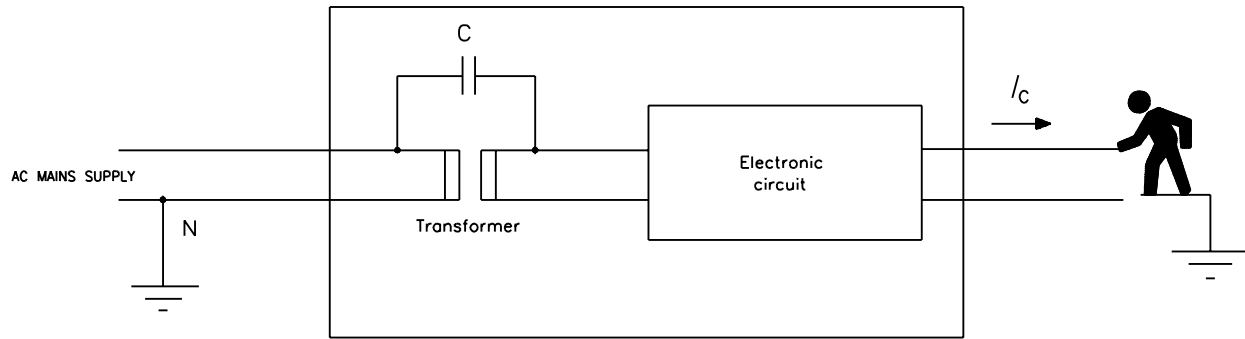 C
I_C
AC MAINS SUPPLY
Electronic
circuit
N
Transformer